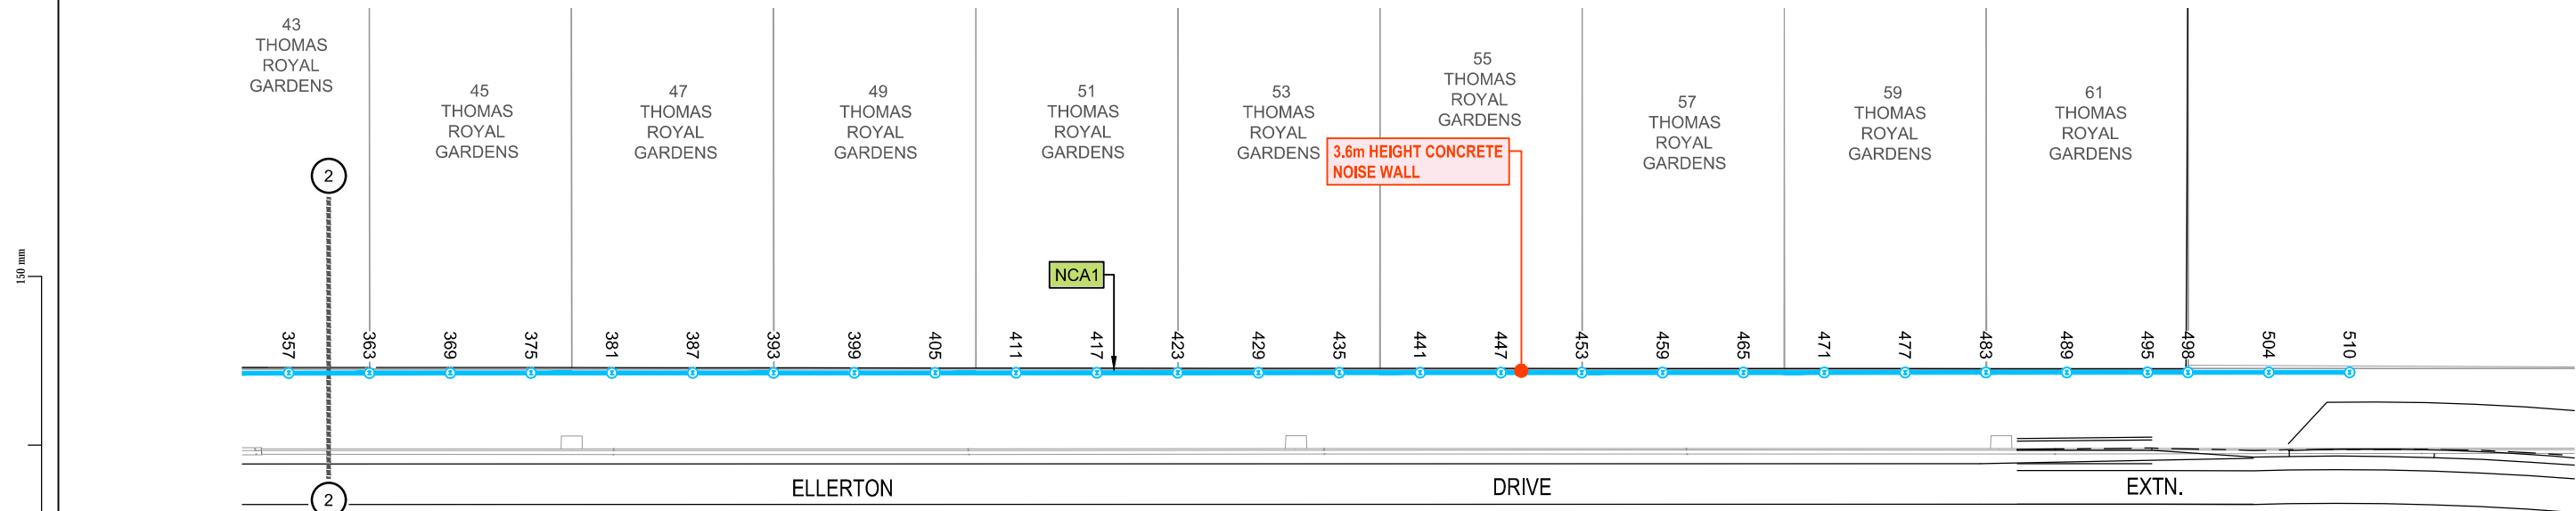 43
THOMAS
ROYAL
GARDENS
45
THOMAS
ROYAL
GARDENS
47
THOMAS
ROYAL
GARDENS
49
THOMAS
ROYAL
GARDENS
51
THOMAS
ROYAL
GARDENS
53
THOMAS
ROYAL
GARDENS
55
THOMAS
ROYAL
GARDENS
57
THOMAS
ROYAL
GARDENS
59
THOMAS
ROYAL
GARDENS
61
THOMAS
ROYAL
GARDENS
3.6m HEIGHT CONCRETE
NOISE WALL
2
150 mm
NCA1
357
363
369
375
381
387
393
399
405
411
417
423
429
435
441
447
453
459
465
471
477
483
489
495
498
504
510
ELLERTON DRIVE EXTN.
2